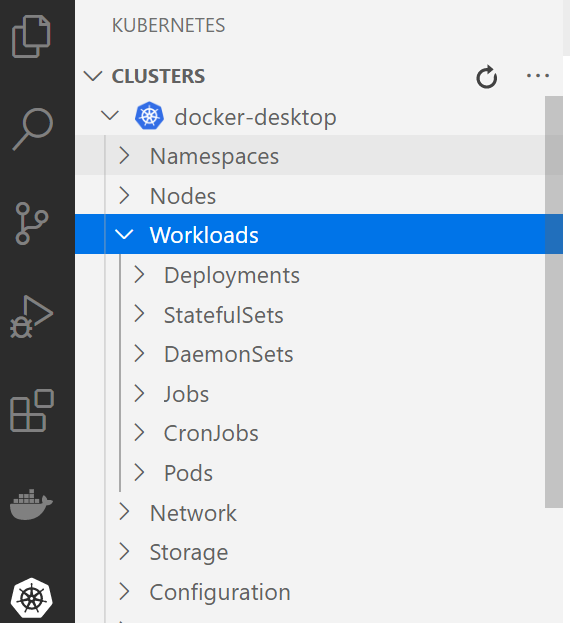 KUBERNETES
CLUSTERS
docker-desktop
Namespaces
Nodes
Workloads
Deployments
StatefulSets
DaemonSets
Jobs
CronJobs
Pods
Network
Storage
Configuration